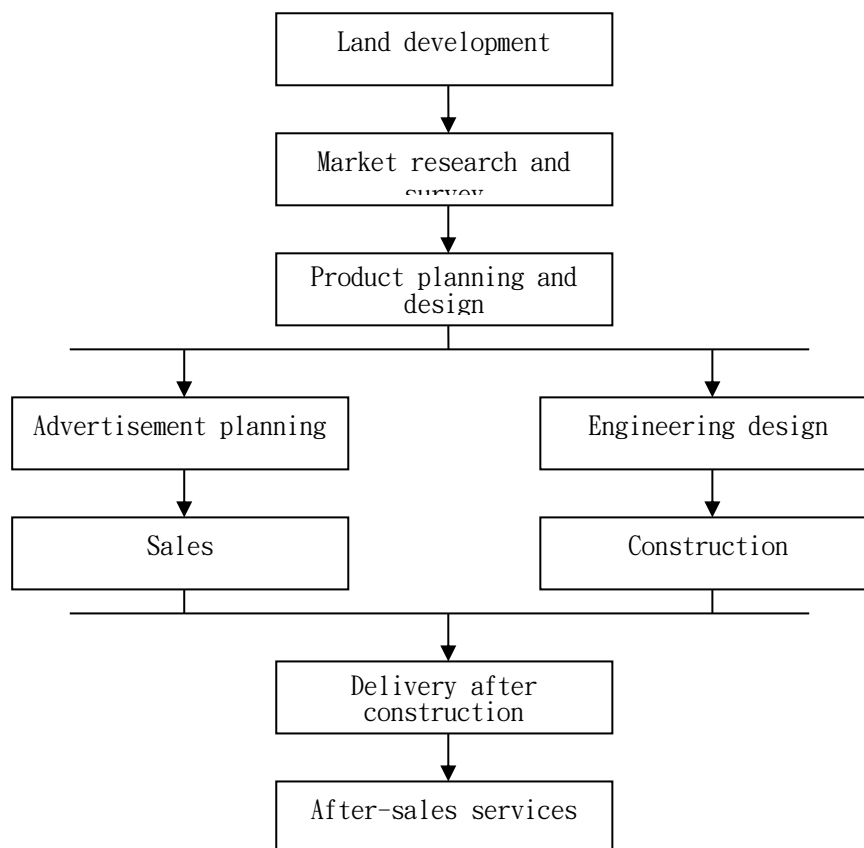 Land development
Market research and
survey
Product planning and
design
Advertisement planning
Engineering design
Sales
Construction
Delivery after
construction
After-sales services